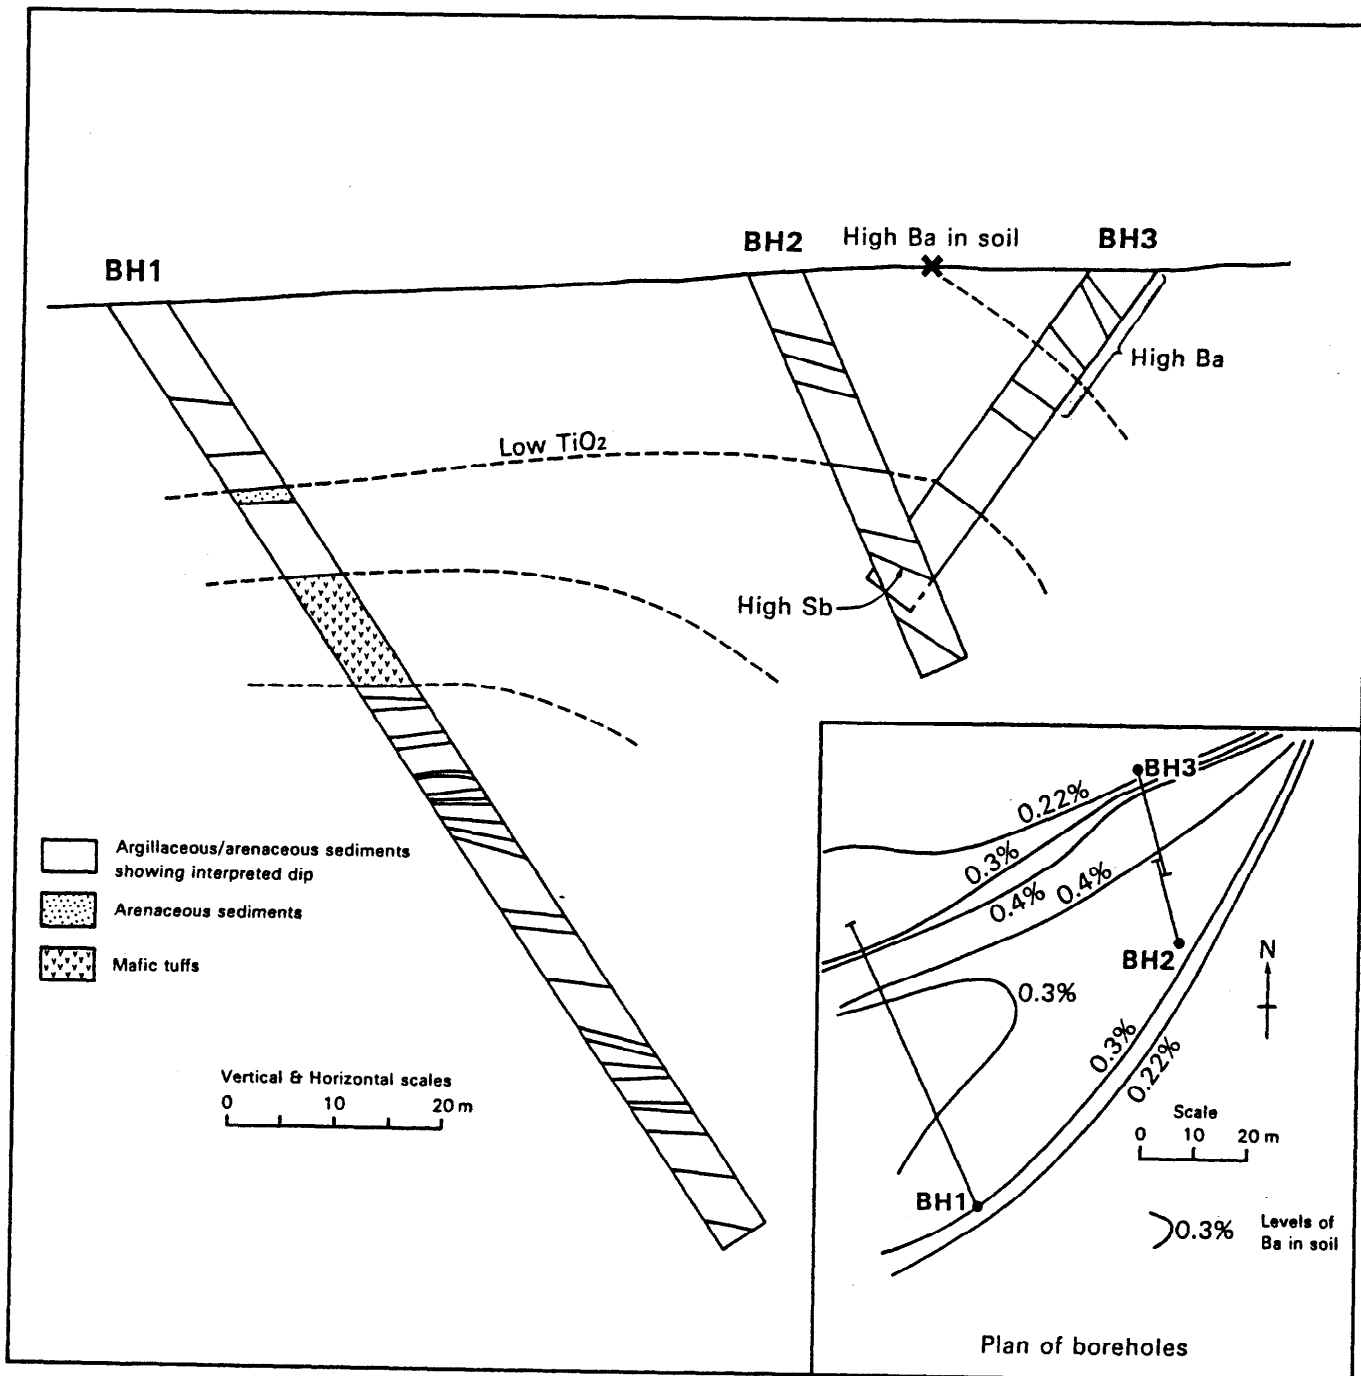 BH1
BH2
High Ba in soil
BH3
High Ba
Low TiO2
High Sb
Argillaceous/arenaceous sediments
showing interpreted dip
Arenaceous sediments
Mafic tuffs
Vertical & Horizontal scales
0 10 20 m
BH3
0.22%
0.3%
0.4%
0.4%
BH2
N
0.3%
0.3%
0.22%
Scale
0 10 20 m
BH1
0.3%
Levels of
Ba in soil
Plan of boreholes